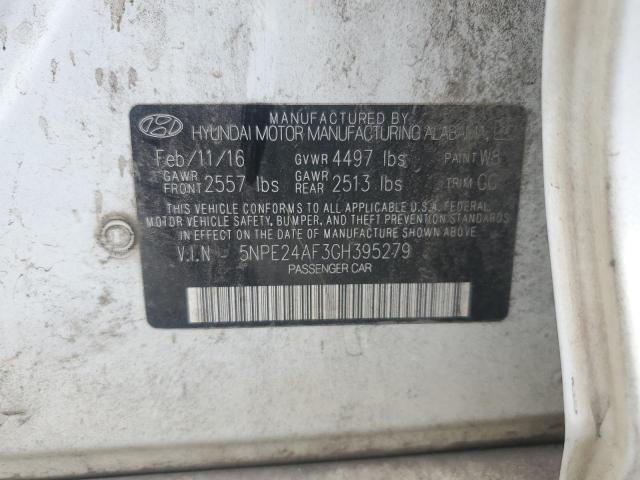 MANUFACTURED BY
HYUNDAI MOTOR MANUFACTURING ALABAMA,
Feb/11/16 GVWR 4497 lbs PAINT W8
GAWR FRONT 2557 lbs GAWR REAR 2513 lbs TRIM GG
THIS VEHICLE CONFORMS TO ALL APPLICABLE U.S.A. FEDERAL
MOTOR VEHICLE SAFETY, BUMPER, AND THEFT PREVENTION STANDARDS
IN EFFECT ON THE DATE OF MANUFACTURE SHOWN ABOVE.
V.I.N - 5NPE24AF3GH395279
PASSENGER CAR